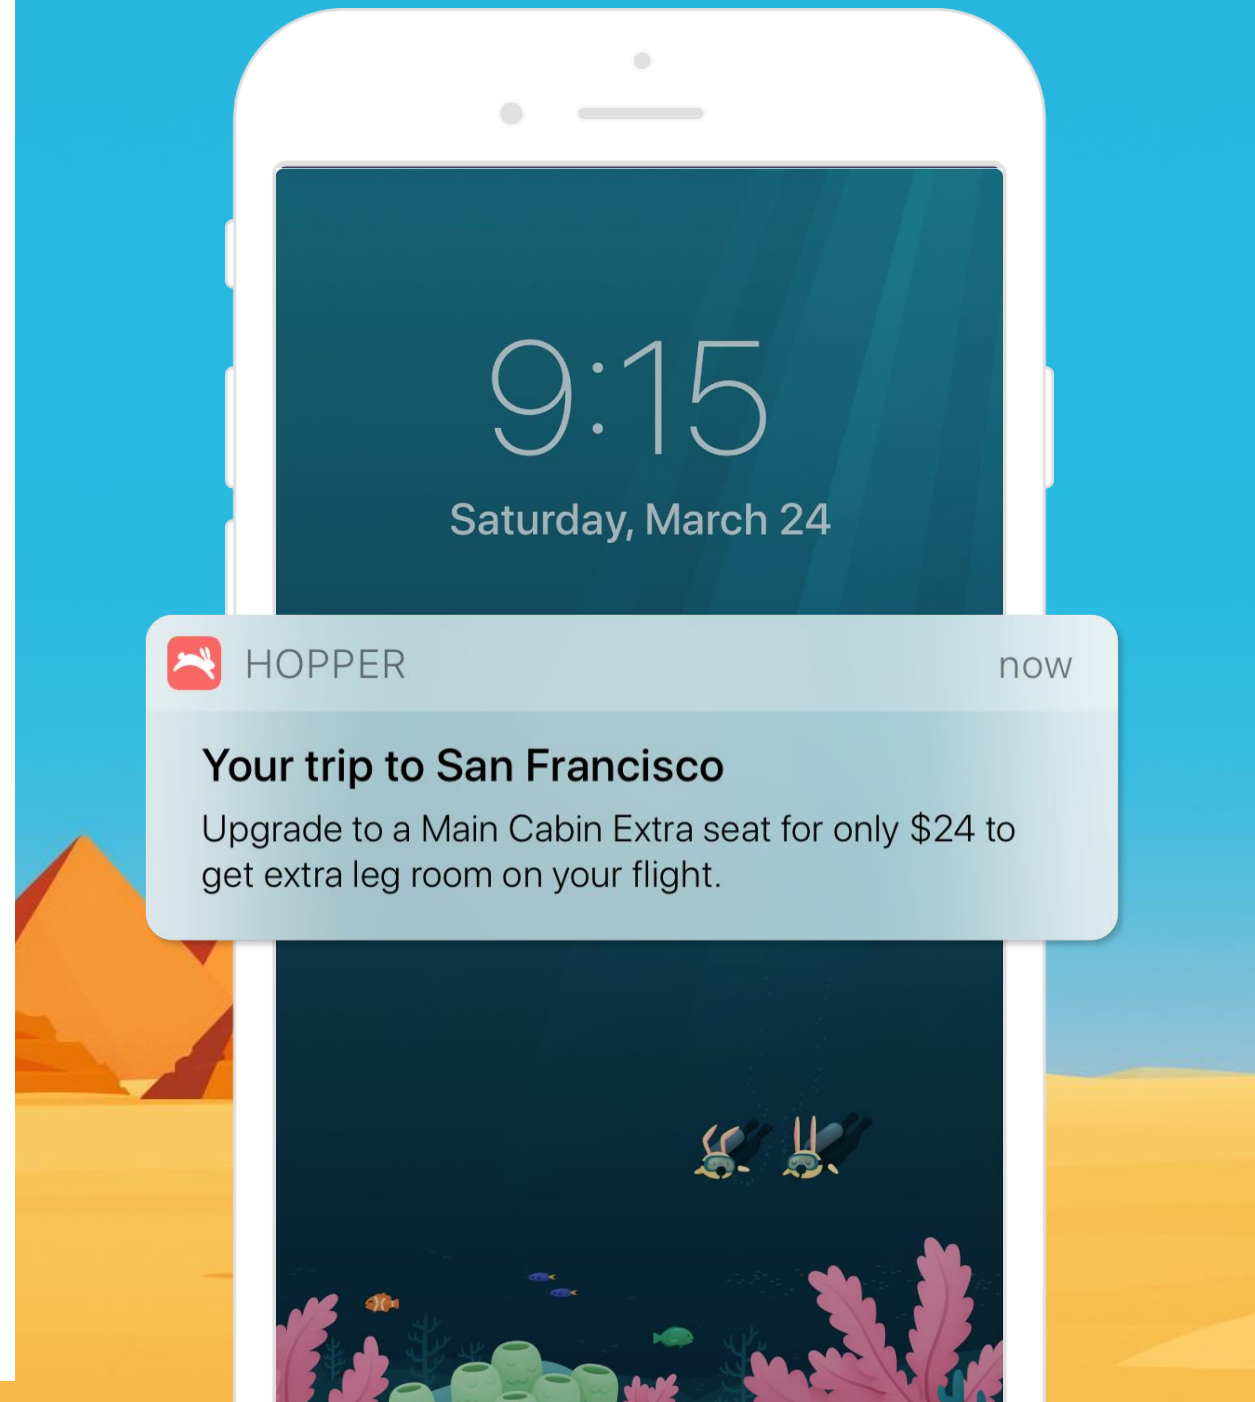 9:15
Saturday, March 24
HOPPER now
Your trip to San Francisco
Upgrade to a Main Cabin Extra seat for only $24 to
get extra leg room on your flight.